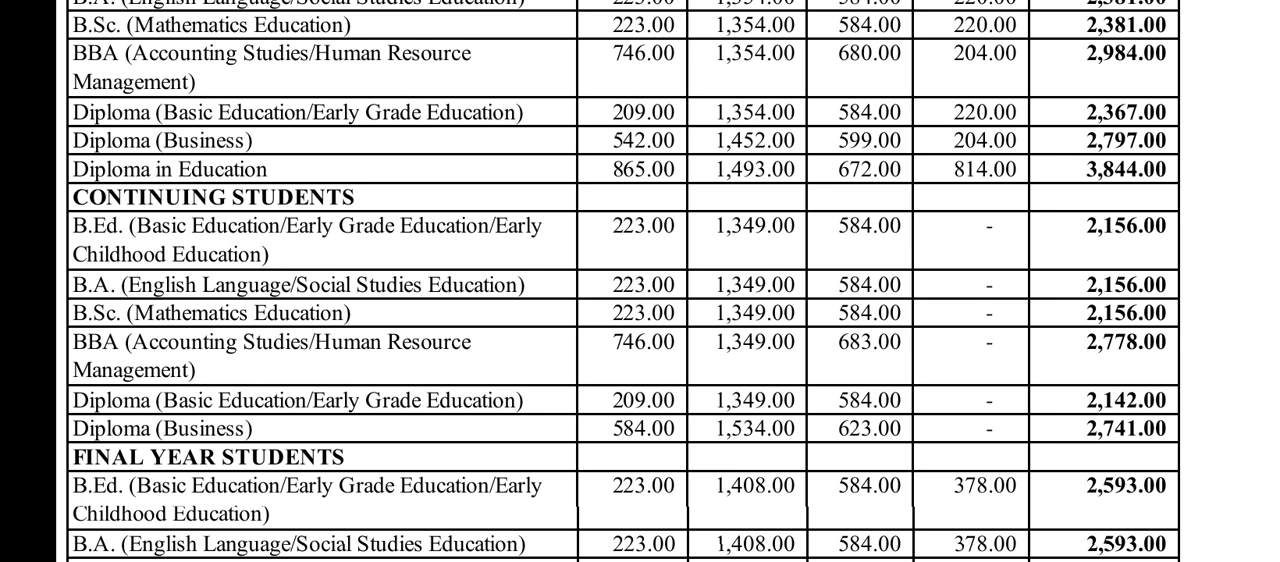 B.A. (English Language/Social Studies Education) 223.00 1,354.00 584.00 220.00 2,381.00
B.Sc. (Mathematics Education) 223.00 1,354.00 584.00 220.00 2,381.00
BBA (Accounting Studies/Human Resource 746.00 1,354.00 680.00 204.00 2,984.00
Management)
Diploma (Basic Education/Early Grade Education) 209.00 1,354.00 584.00 220.00 2,367.00
Diploma (Business) 542.00 1,452.00 599.00 204.00 2,797.00
Diploma in Education 865.00 1,493.00 672.00 814.00 3,844.00
CONTINUING STUDENTS
B.Ed. (Basic Education/Early Grade Education/Early 223.00 1,349.00 584.00 - 2,156.00
Childhood Education)
B.A. (English Language/Social Studies Education) 223.00 1,349.00 584.00 - 2,156.00
B.Sc. (Mathematics Education) 223.00 1,349.00 584.00 - 2,156.00
BBA (Accounting Studies/Human Resource 746.00 1,349.00 683.00 - 2,778.00
Management)
Diploma (Basic Education/Early Grade Education) 209.00 1,349.00 584.00 - 2,142.00
Diploma (Business) 584.00 1,534.00 623.00 - 2,741.00
FINAL YEAR STUDENTS
B.Ed. (Basic Education/Early Grade Education/Early 223.00 1,408.00 584.00 378.00 2,593.00
Childhood Education)
B.A. (English Language/Social Studies Education) 223.00 1,408.00 584.00 378.00 2,593.00